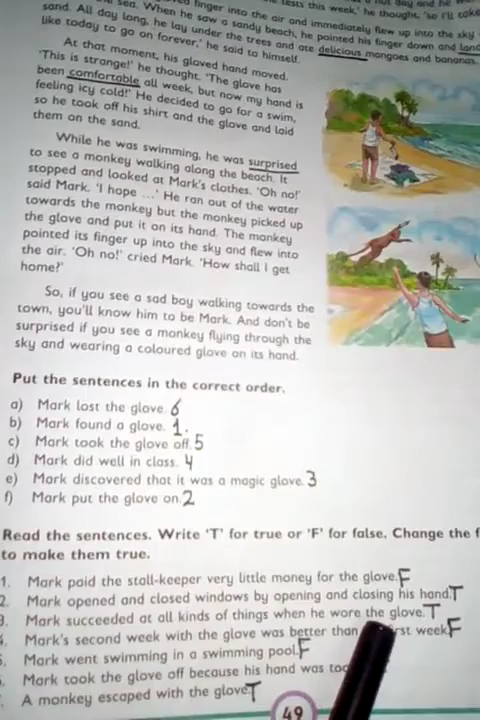 finger into the air and immediately flew up into the sky
sand. All day long, he lay under the trees and ate delicious mangoes and bananas.
like today to go on forever,' he said to himself.
At that moment, his gloved hand moved.
'This is strange!' he thought. 'The glove has
been comfortable all week, but now my hand is
feeling icy cold!' He decided to go for a swim,
so he took off his shirt and the glove and laid
them on the sand.
While he was swimming, he was surprised
to see a monkey walking along the beach. It
stopped and looked at Mark's clothes. 'Oh no!'
said Mark. 'I hope ...' He ran out of the water
towards the monkey but the monkey picked up
the glove and put it on its hand. The monkey
pointed its finger up into the sky and flew into
the air. 'Oh no!' cried Mark. 'How shall I get
home?'
So, if you see a sad boy walking towards the
town, you'll know him to be Mark. And don't be
surprised if you see a monkey flying through the
sky and wearing a coloured glove on its hand.
Put the sentences in the correct order.
a) Mark lost the glove. 6
b) Mark found a glove. 1.
c) Mark took the glove off. 5
d) Mark did well in class. 4
e) Mark discovered that it was a magic glove. 3
f) Mark put the glove on. 2
Read the sentences. Write 'T' for true or 'F' for false. Change the f
to make them true.
1. Mark paid the stall-keeper very little money for the glove. F
2. Mark opened and closed windows by opening and closing his hand. T
3. Mark succeeded at all kinds of things when he wore the glove. T
4. Mark's second week with the glove was better than week. F
5. Mark went swimming in a swimming pool. F
Mark took the glove off because his hand was too
A monkey escaped with the glove. T
49